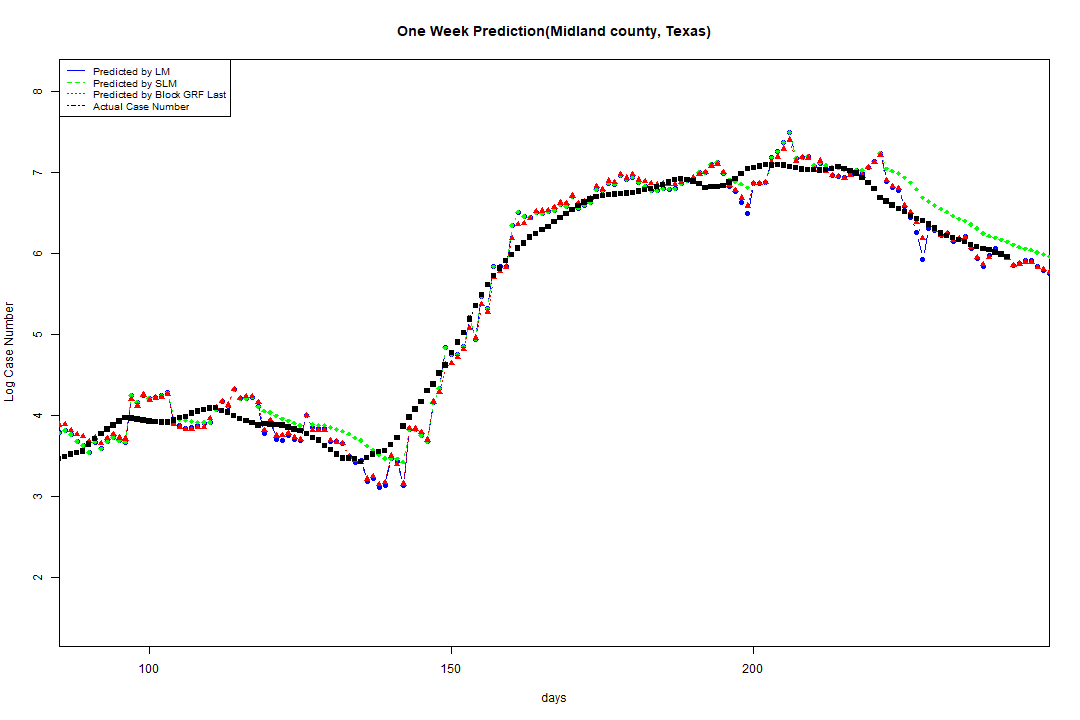 One Week Prediction(Midland county, Texas)
Predicted by LM
Predicted by SLM
Predicted by Block GRF Last
Actual Case Number
8
7
6
5
4
3
2
Log Case Number
100 150 200
days